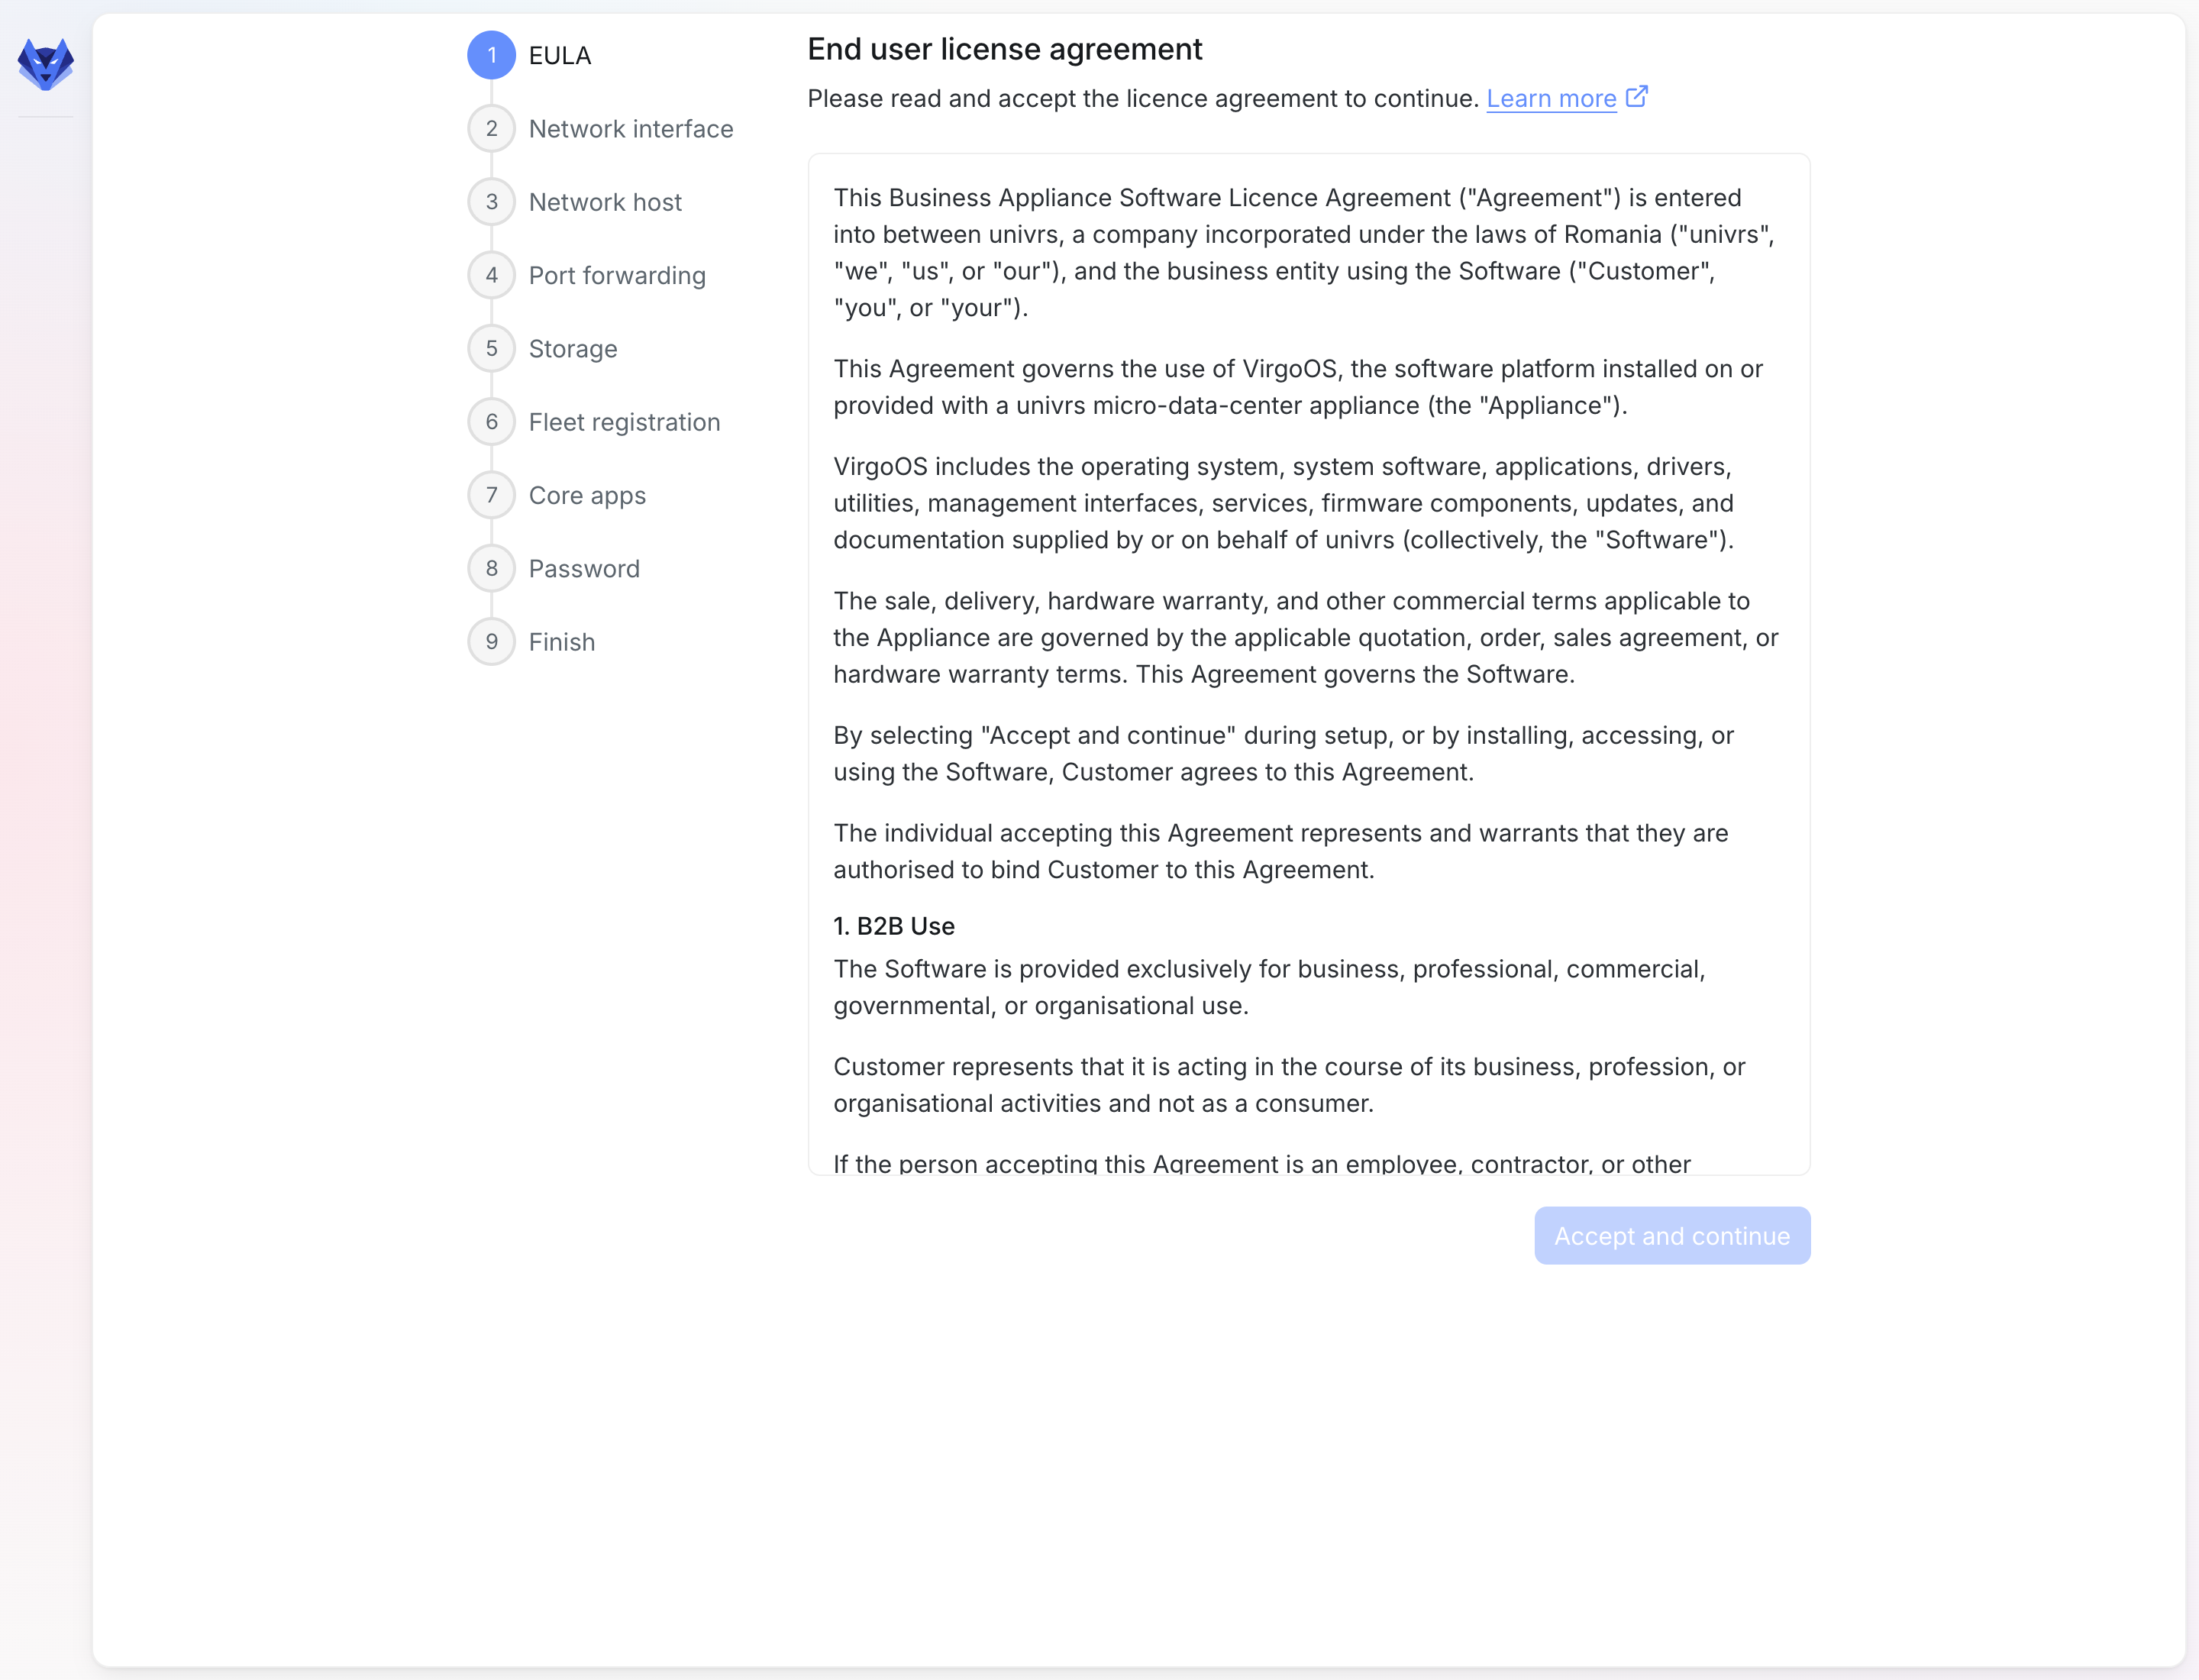 1 EULA
2 Network interface
3 Network host
4 Port forwarding
5 Storage
6 Fleet registration
7 Core apps
8 Password
9 Finish
End user license agreement
Please read and accept the licence agreement to continue. Learn more
This Business Appliance Software Licence Agreement ("Agreement") is entered
into between univrs, a company incorporated under the laws of Romania ("univrs",
"we", "us", or "our"), and the business entity using the Software ("Customer",
"you", or "your").
This Agreement governs the use of VirgoOS, the software platform installed on or
provided with a univrs micro-data-center appliance (the "Appliance").
VirgoOS includes the operating system, system software, applications, drivers,
utilities, management interfaces, services, firmware components, updates, and
documentation supplied by or on behalf of univrs (collectively, the "Software").
The sale, delivery, hardware warranty, and other commercial terms applicable to
the Appliance are governed by the applicable quotation, order, sales agreement, or
hardware warranty terms. This Agreement governs the Software.
By selecting "Accept and continue" during setup, or by installing, accessing, or
using the Software, Customer agrees to this Agreement.
The individual accepting this Agreement represents and warrants that they are
authorised to bind Customer to this Agreement.
1. B2B Use
The Software is provided exclusively for business, professional, commercial,
governmental, or organisational use.
Customer represents that it is acting in the course of its business, profession, or
organisational activities and not as a consumer.
If the person accepting this Agreement is an employee, contractor, or other
Accept and continue